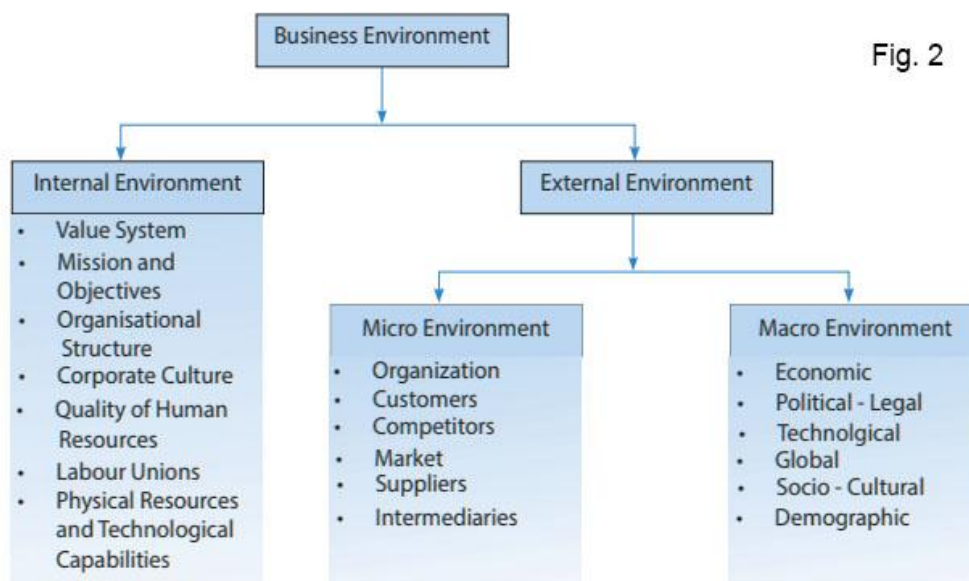 Business Environment
Fig. 2
Internal Environment
• Value System
• Mission and
Objectives
• Organisational
Structure
• Corporate Culture
• Quality of Human
Resources
• Labour Unions
• Physical Resources
and Technological
Capabilities
External Environment
Micro Environment
• Organization
• Customers
• Competitors
• Market
• Suppliers
• Intermediaries
Macro Environment
• Economic
• Political - Legal
• Technolgical
• Global
• Socio - Cultural
• Demographic